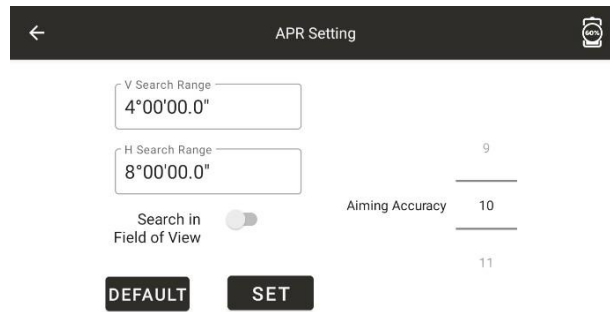 APR Setting
60%
V Search Range
4°00'00.0"
H Search Range
8°00'00.0"
Search in
Field of View
9
Aiming Accuracy 10
11
DEFAULT SET